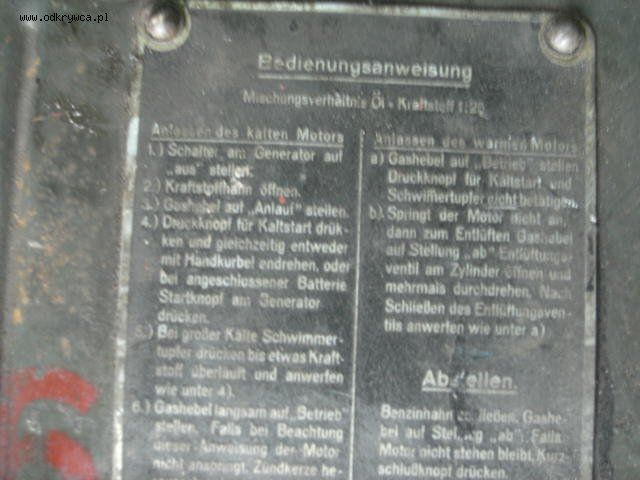 www.odkrywca.pl
Bedienungsanweisung
Mischungsverhältnis Öl - Kraftstoff 1:20
Anlassen des kalten Motors
1.) Schalter am Generator auf
„aus" stellen.
2.) Kraftstoffhahn öffnen.
3.) Gashebel auf „Anlauf" stellen.
4.) Druckknopf für Kaltstart drük-
ken und gleichzeitig entweder
mit Handkurbel endrehen, oder
bei angeschlossener Batterie
Startknopf am Generator
drücken.
5.) Bei großer Kälte Schwimmer-
tupfer drücken bis etwas Kraft-
stoff überläuft und anwerfen
wie unter 4).
6.) Gashebel langsam auf „Betrieb"
stellen. Falls bei Beachtung
dieser Anweisung der Motor
nicht anspringt, Zündkerze he-
Anlassen des warmen Motors
a) Gashebel auf „Betrieb" stellen
Druckknopf für Kaltstart und
Schwimmertupfer nicht betätigen
b) Springt der Motor nicht an,
dann zum Entlüften Gashebel
auf Stellung „ab" Entlüftungs-
ventil am Zylinder öffnen und
mehrmals durchdrehen. Nach
Schließen des Entlüftungsven-
tils anwerfen wie unter a).
Abstellen.
Benzinhahn schließen, Gashe-
bel auf Stellung „ab". Falls
Motor nicht stehen bleibt, Kurz-
schlußknopf drücken.